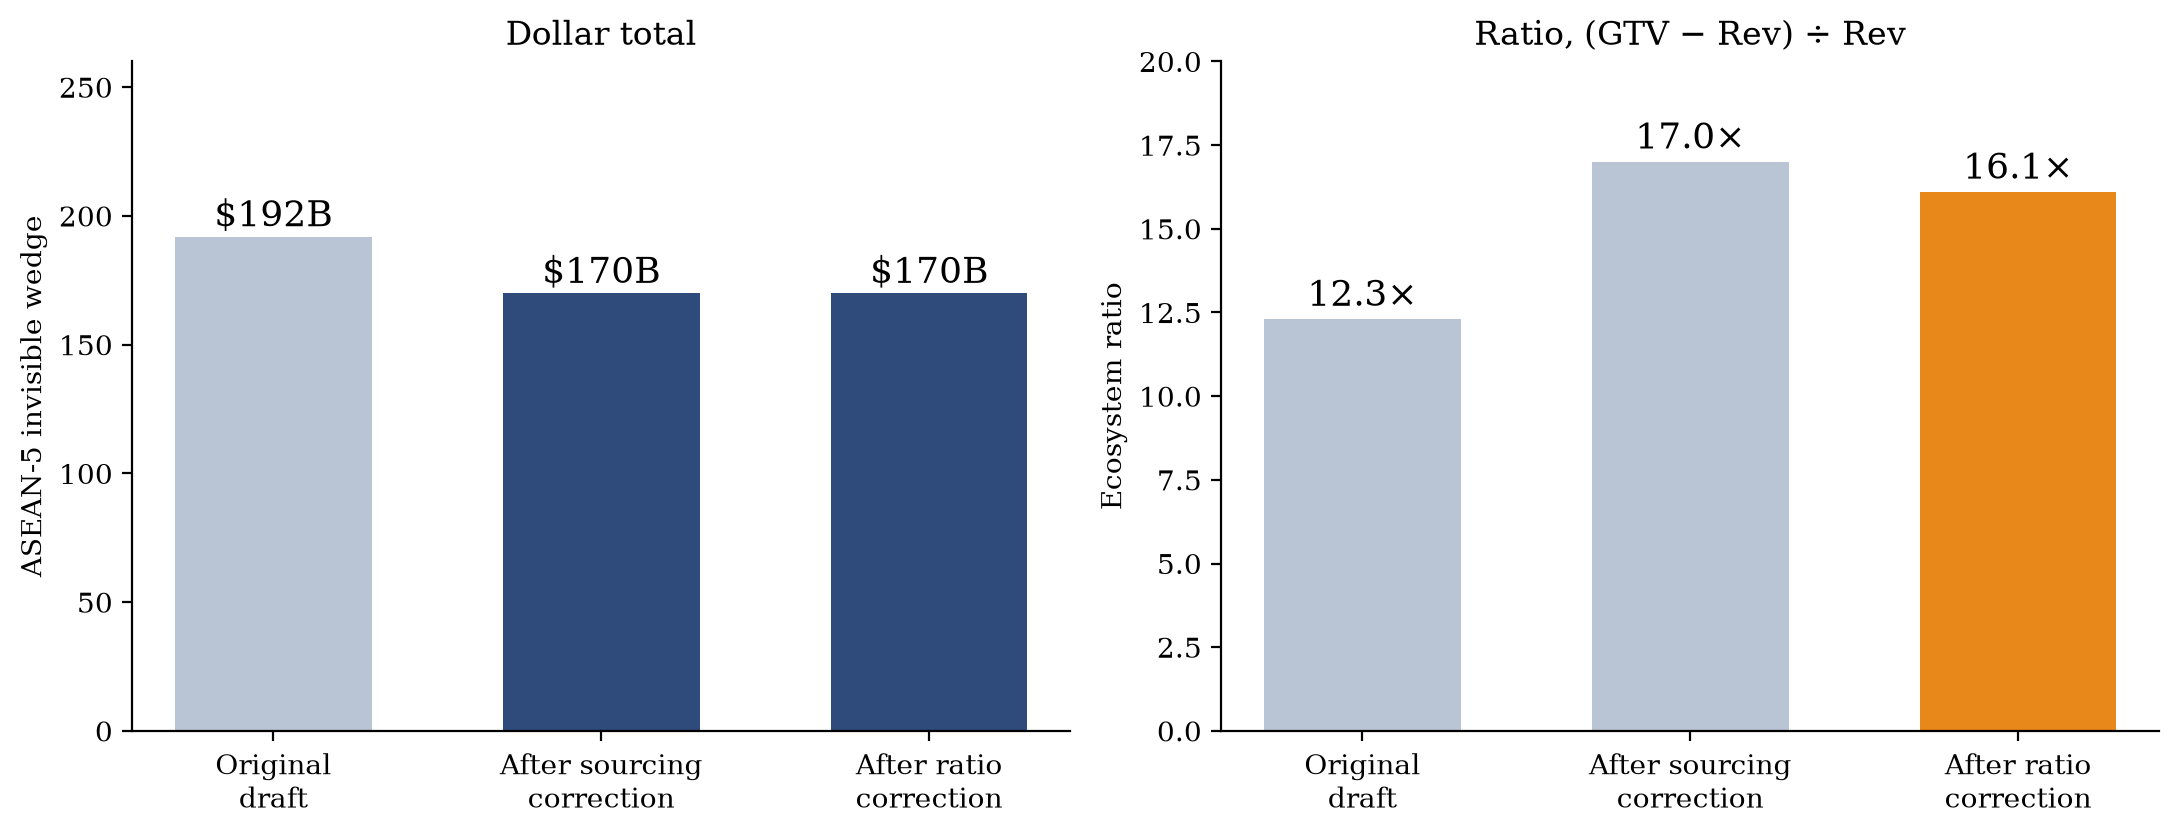 Dollar total
ASEAN-5 invisible wedge
250
200
150
100
50
0
$192B
$170B
$170B
Original
draft
After sourcing
correction
After ratio
correction
Ratio, (GTV − Rev) ÷ Rev
Ecosystem ratio
20.0
17.5
15.0
12.5
10.0
7.5
5.0
2.5
0.0
12.3×
17.0×
16.1×
Original
draft
After sourcing
correction
After ratio
correction